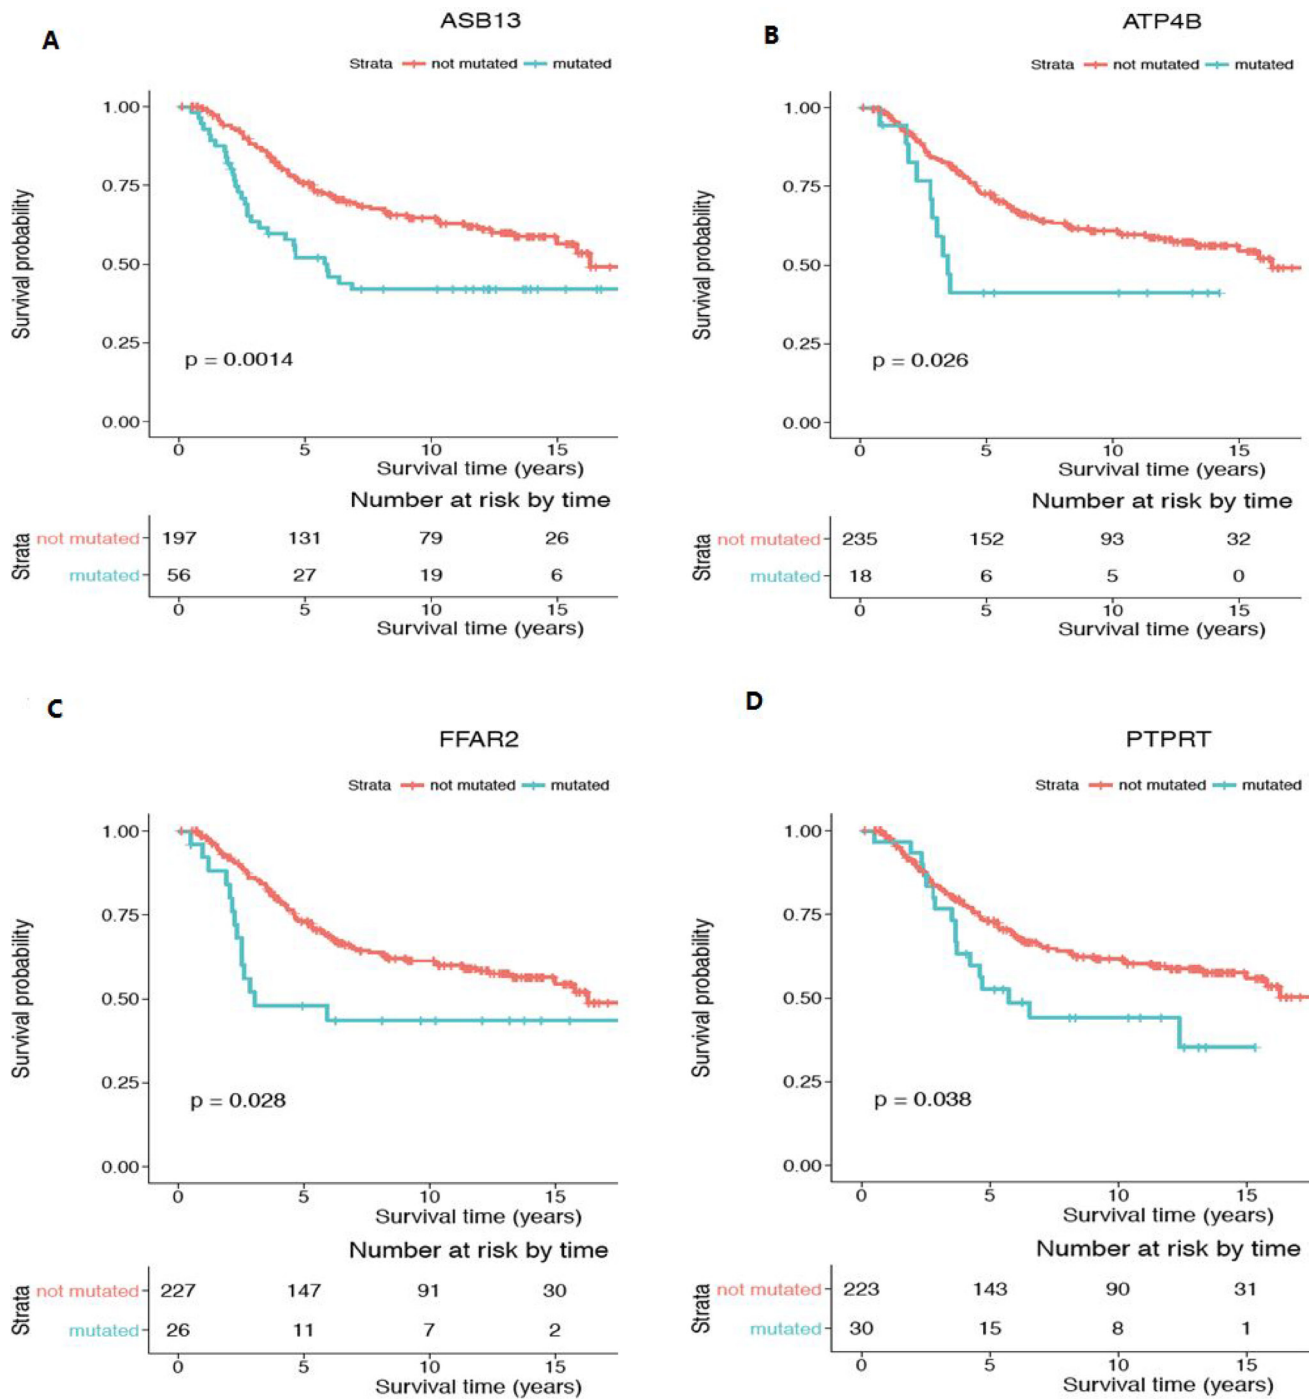 A
ASB13
Strata not mutated mutated
1.00
0.75
0.50
0.25
0.00
Survival probability
p = 0.0014
0 5 10 15
Survival time (years)
Number at risk by time
Strata
not mutated 197 131 79 26
mutated 56 27 19 6
0 5 10 15
Survival time (years)
B
ATP4B
Strata not mutated mutated
1.00
0.75
0.50
0.25
0.00
Survival probability
p = 0.026
0 5 10 15
Survival time (years)
Number at risk by time
Strata
not mutated 235 152 93 32
mutated 18 6 5 0
0 5 10 15
Survival time (years)
C
FFAR2
Strata not mutated mutated
1.00
0.75
0.50
0.25
0.00
Survival probability
p = 0.028
0 5 10 15
Survival time (years)
Number at risk by time
Strata
not mutated 227 147 91 30
mutated 26 11 7 2
0 5 10 15
Survival time (years)
D
PTPRT
Strata not mutated mutated
1.00
0.75
0.50
0.25
0.00
Survival probability
p = 0.038
0 5 10 15
Survival time (years)
Number at risk by time
Strata
not mutated 223 143 90 31
mutated 30 15 8 1
0 5 10 15
Survival time (years)